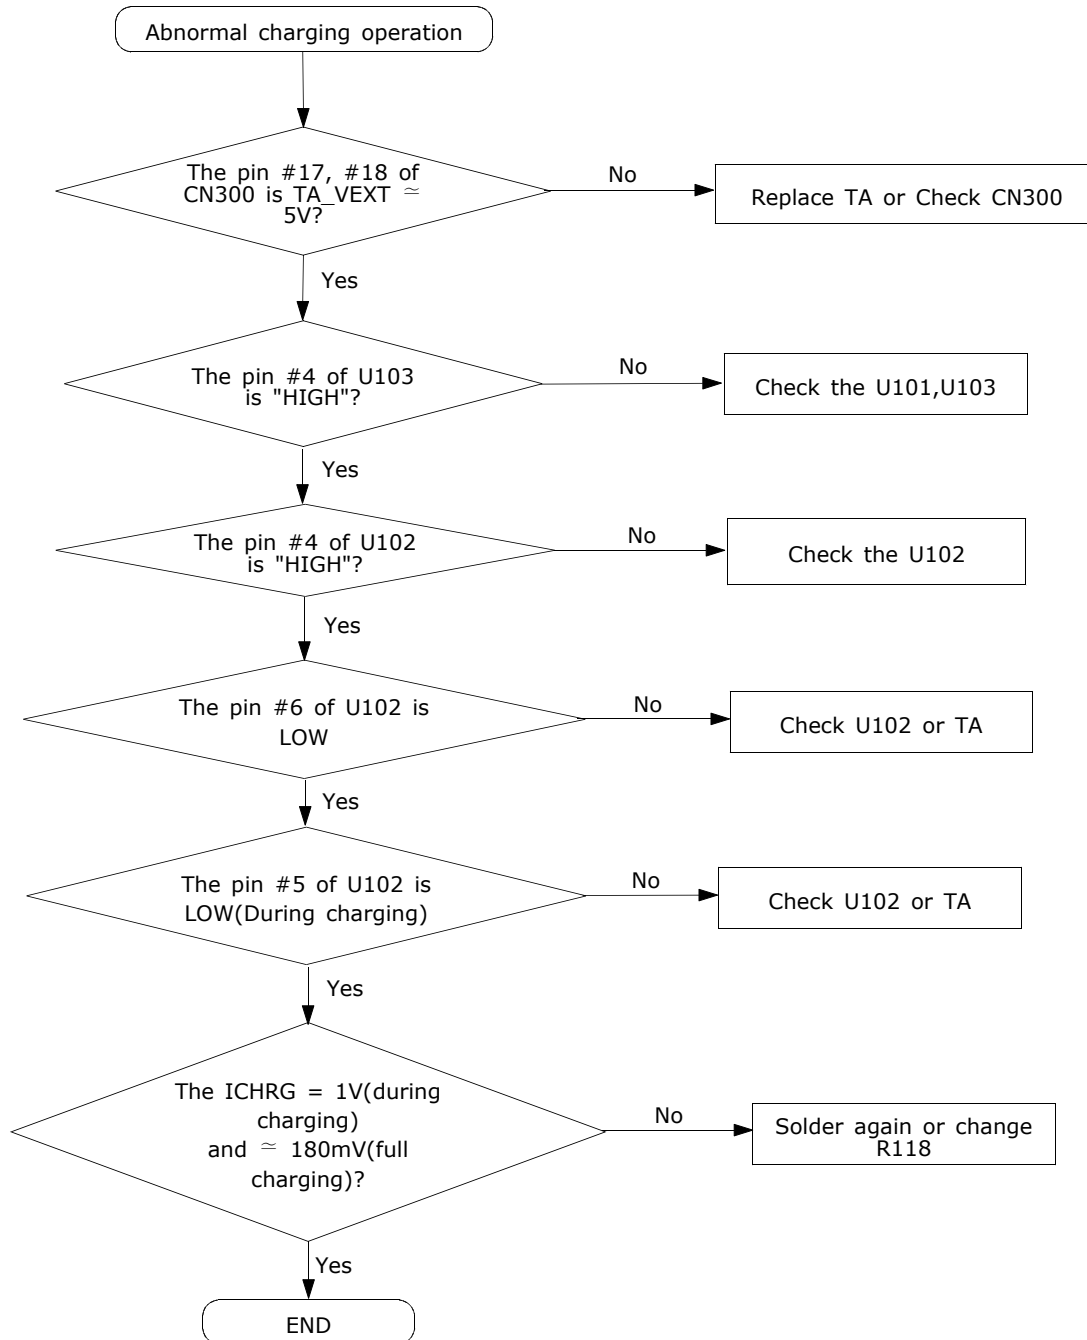 Abnormal charging operation
The pin #17, #18 of
CN300 is TA_VEXT ≃
5V?
No
Replace TA or Check CN300
Yes
The pin #4 of U103
is "HIGH"?
No
Check the U101,U103
Yes
The pin #4 of U102
is "HIGH"?
No
Check the U102
Yes
The pin #6 of U102 is
LOW
No
Check U102 or TA
Yes
The pin #5 of U102 is
LOW(During charging)
No
Check U102 or TA
Yes
The ICHRG = 1V(during
charging)
and ≃ 180mV(full
charging)?
No
Solder again or change
R118
Yes
END